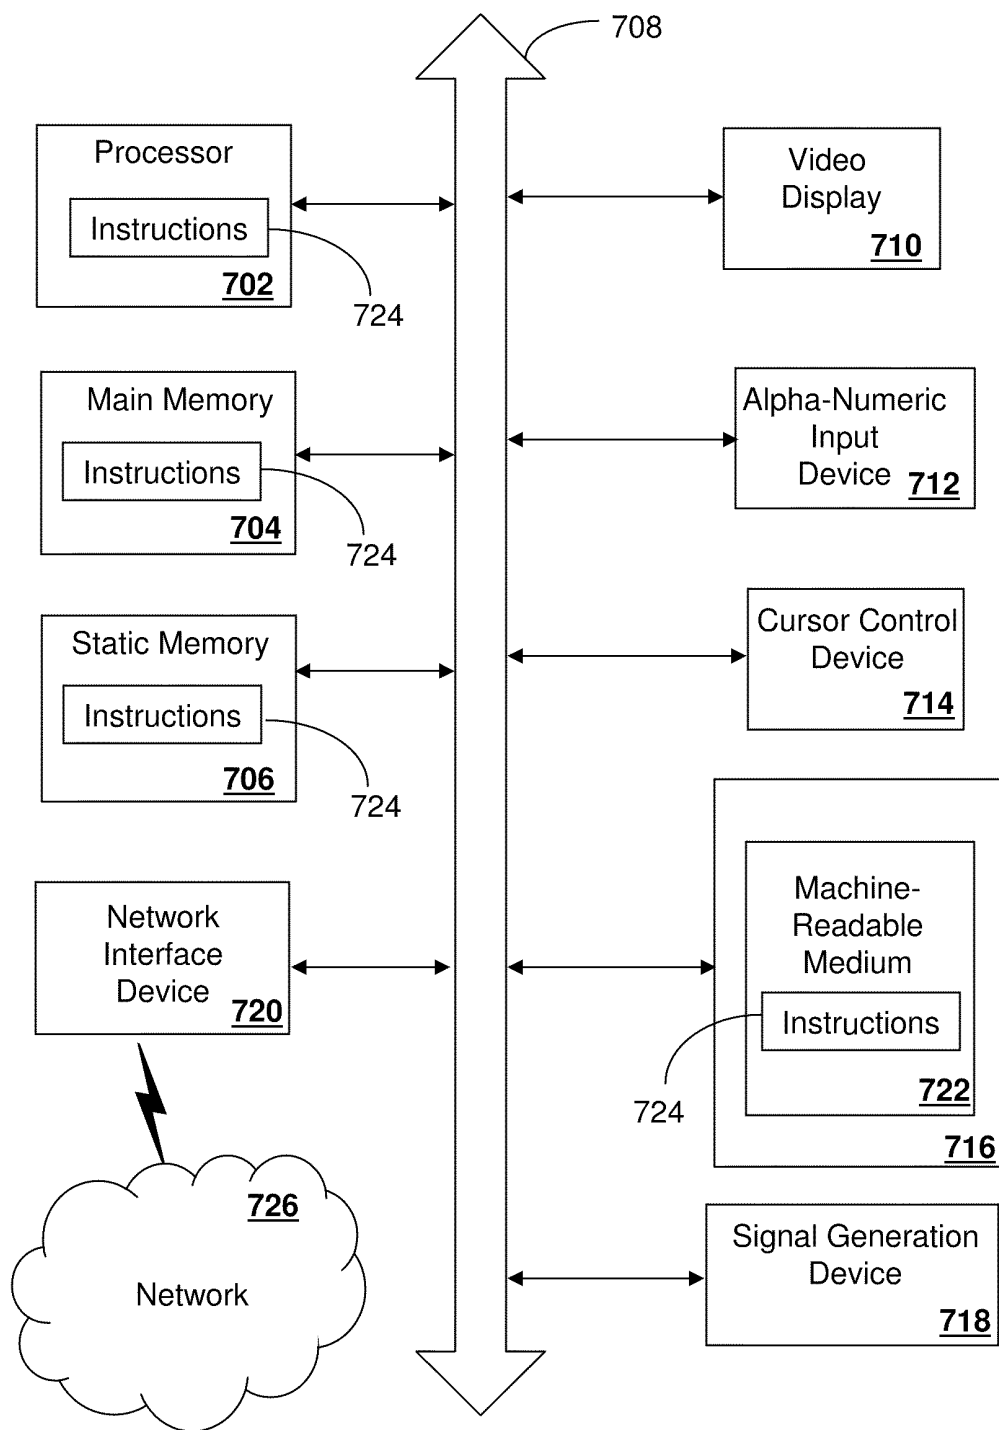 708
Processor
Instructions
702
724
Main Memory
Instructions
704
724
Static Memory
Instructions
706
724
Network
Interface
Device
720
726
Network
Video
Display
710
Alpha-Numeric
Input
Device
712
Cursor Control
Device
714
Machine-
Readable
Medium
Instructions
724
722
716
Signal Generation
Device
718